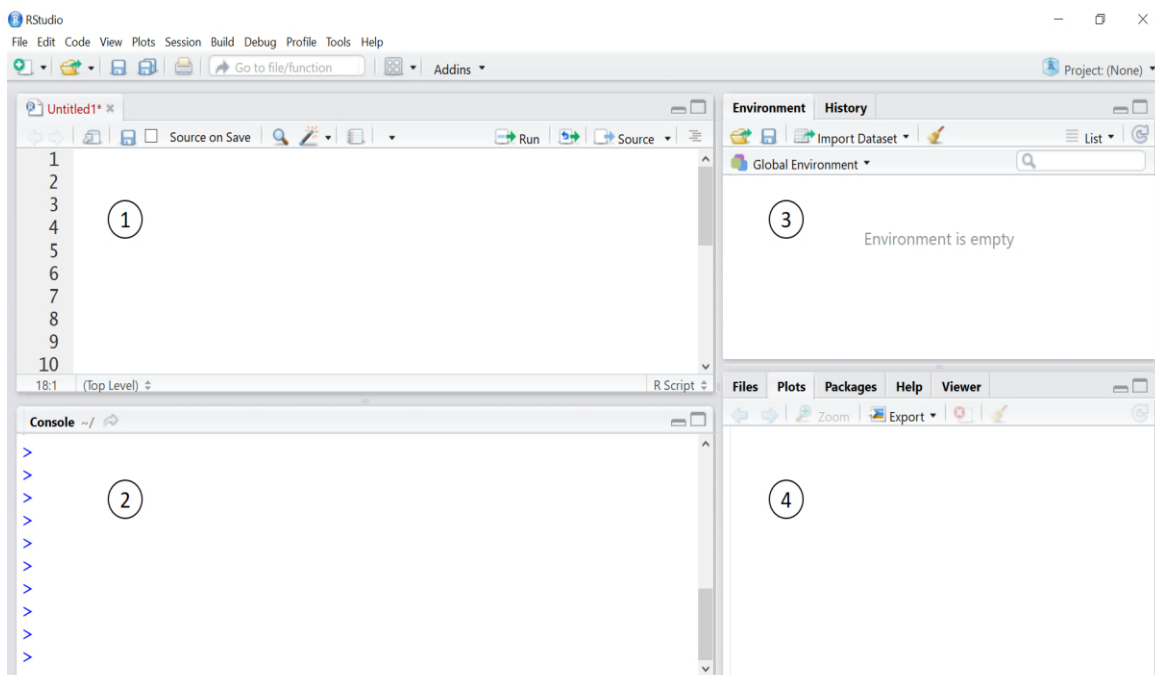 RStudio
File Edit Code View Plots Session Build Debug Profile Tools Help
Go to file/function Addins Project: (None)
Untitled1*
Source on Save Run Source
1
2
3
4
5
6
7
8
9
10
1
18:1 (Top Level) R Script
Console ~/
>
>
>
>
>
>
>
>
>
>
2
Environment History
Import Dataset List
Global Environment
3
Environment is empty
Files Plots Packages Help Viewer
Zoom Export
4